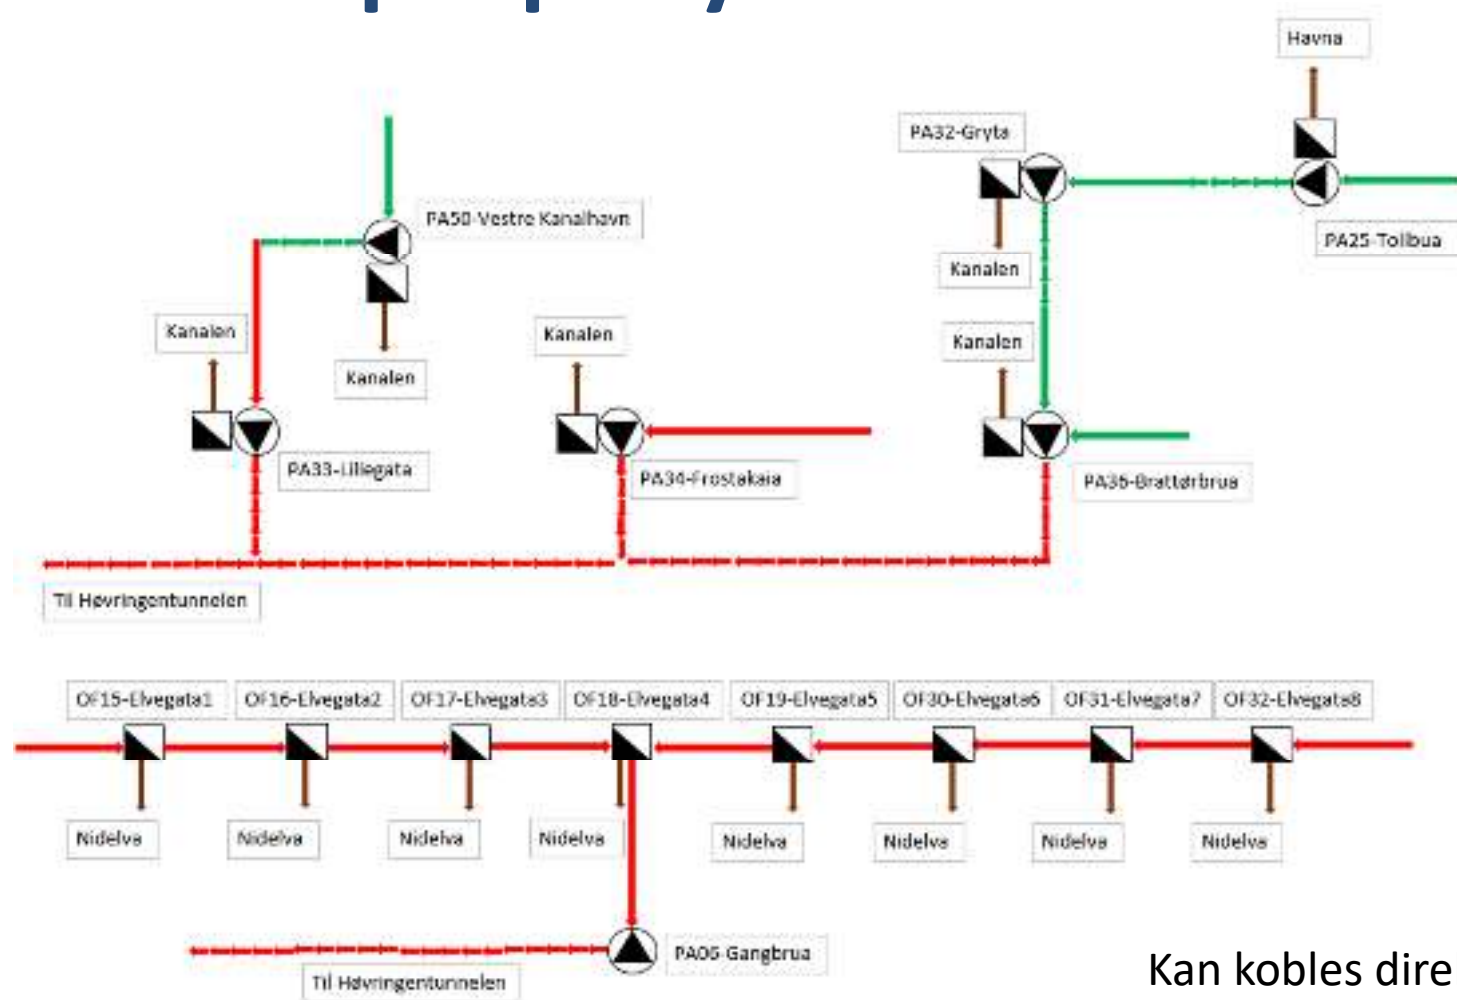 Havna
PA32-Gryta
PA50-Vestre Kanalhavn
PA25-Tollbua
Kanalen
Kanalen
Kanalen
Kanalen
Kanalen
PA33-Lillegata
PA34-Frostakaia
PA36-Brattørbrua
Til Høvringentunnelen
OF15-Elvegata1
OF16-Elvegata2
OF17-Elvegata3
OF18-Elvegata4
OF19-Elvegata5
OF30-Elvegata6
OF31-Elvegata7
OF32-Elvegata8
Nidelva
Nidelva
Nidelva
Nidelva
Nidelva
Nidelva
Nidelva
Nidelva
PA06-Gangbrua
Kan kobles dire
Til Høvringentunnelen